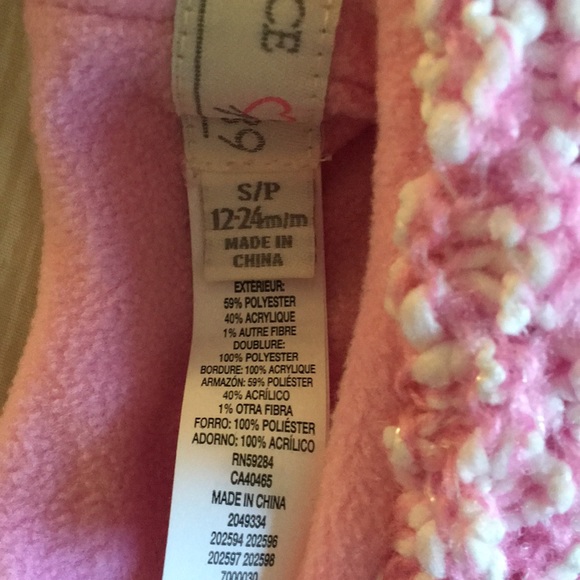 CE
S/P
12-24m/m
MADE IN
CHINA
EXTÉRIEUR:
59% POLYESTER
40% ACRYLIQUE
1% AUTRE FIBRE
DOUBLURE:
100% POLYESTER
BORDURE: 100% ACRYLIQUE
ARMAZÓN: 59% POLIÉSTER
40% ACRÍLICO
1% OTRA FIBRA
FORRO: 100% POLIÉSTER
ADORNO: 100% ACRÍLICO
RN59284
CA40465
MADE IN CHINA
2049334
202594 202596
202597 202598
7000030